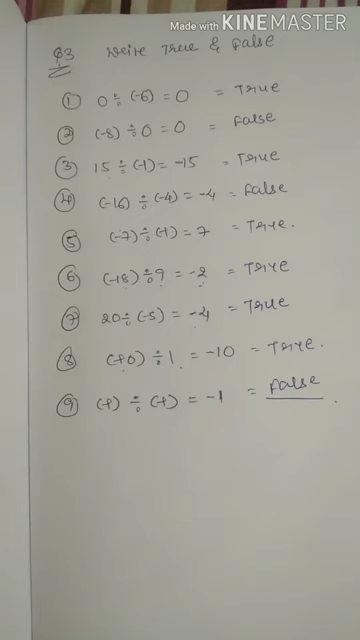 Made with KINEMASTER
Q3 Write True & False
① 0 ÷ (-6) = 0 = True
② (-8) ÷ 0 = 0 = False
③ 15 ÷ (-1) = -15 = True
④ (-16) ÷ (-4) = -4 = False
⑤ (-7) ÷ (-1) = 7 = True.
⑥ (-18) ÷ 9 = -2 = True
⑦ 20 ÷ (-5) = -4 = True
⑧ (-10) ÷ 1 = -10 = True.
⑨ (-1) ÷ (-1) = -1 = False